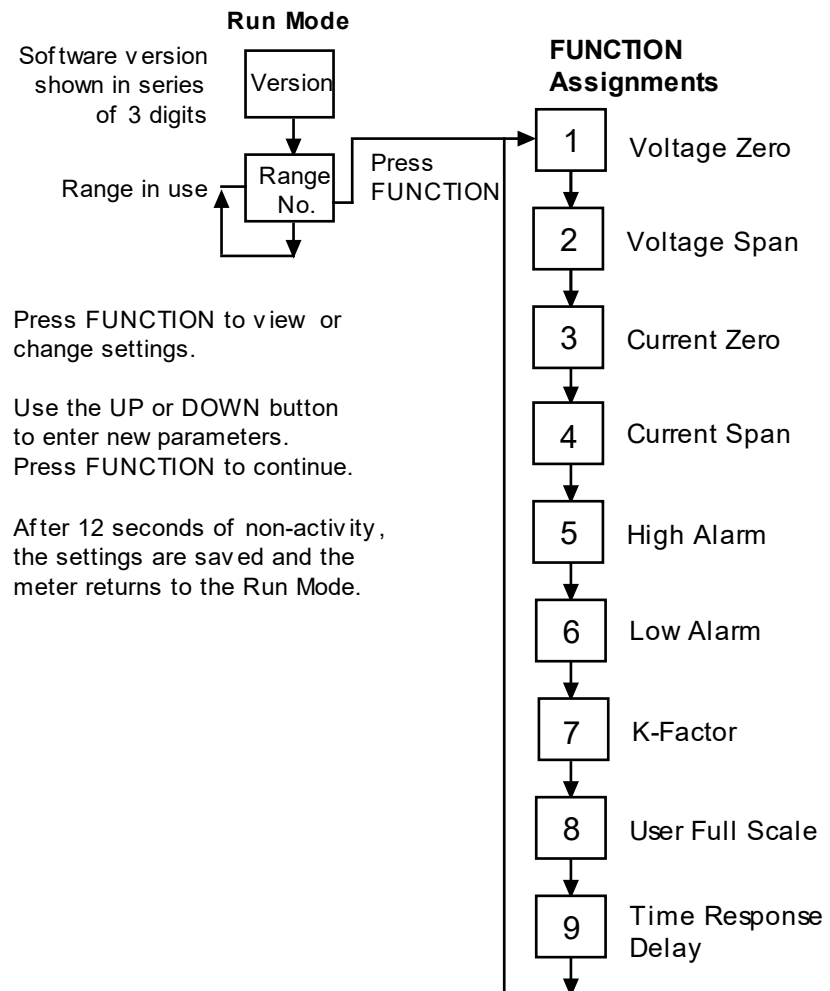 Run Mode
Software version
shown in series
of 3 digits
Version
Range in use
Range
No.
Press
FUNCTION
Press FUNCTION to view or
change settings.
Use the UP or DOWN button
to enter new parameters.
Press FUNCTION to continue.
After 12 seconds of non-activity,
the settings are saved and the
meter returns to the Run Mode.
FUNCTION
Assignments
1
Voltage Zero
2
Voltage Span
3
Current Zero
4
Current Span
5
High Alarm
6
Low Alarm
7
K-Factor
8
User Full Scale
9
Time Response
Delay